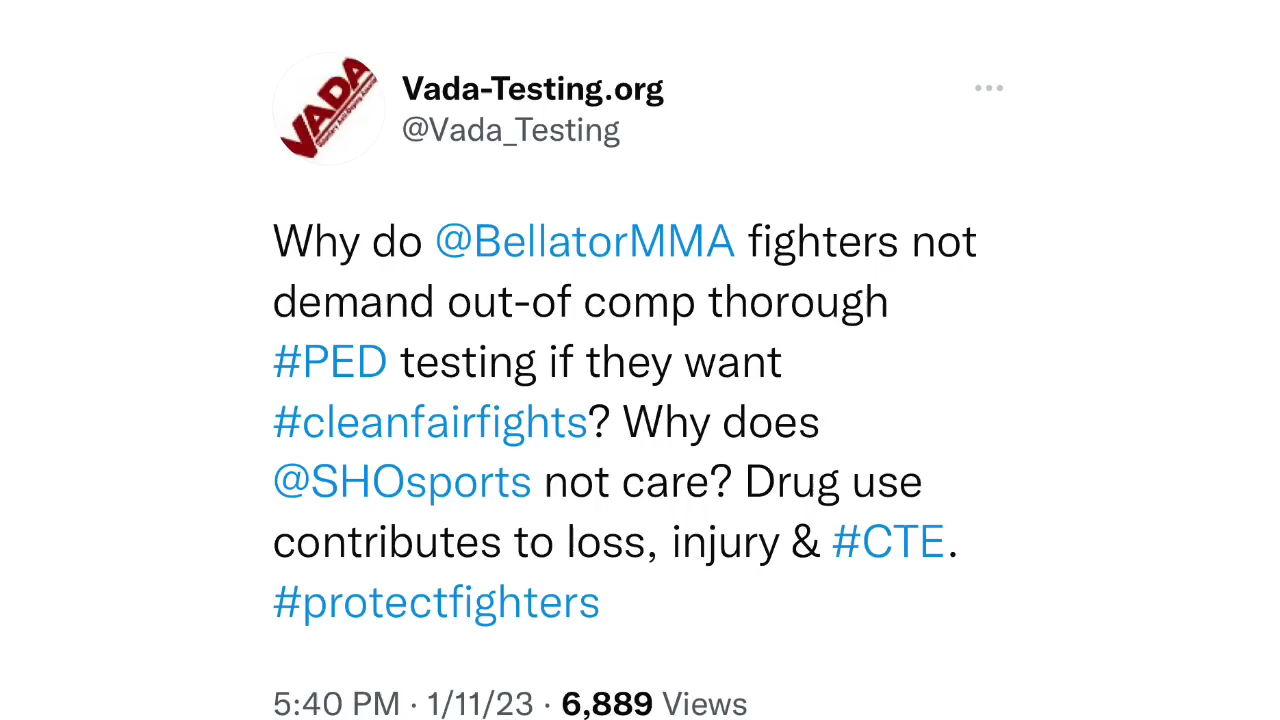 VADA
Vada-Testing.org
@Vada_Testing
Why do @BellatorMMA fighters not
demand out-of comp thorough
#PED testing if they want
#cleanfairfights? Why does
@SHOsports not care? Drug use
contributes to loss, injury & #CTE.
#protectfighters
5:40 PM · 1/11/23 · 6,889 Views